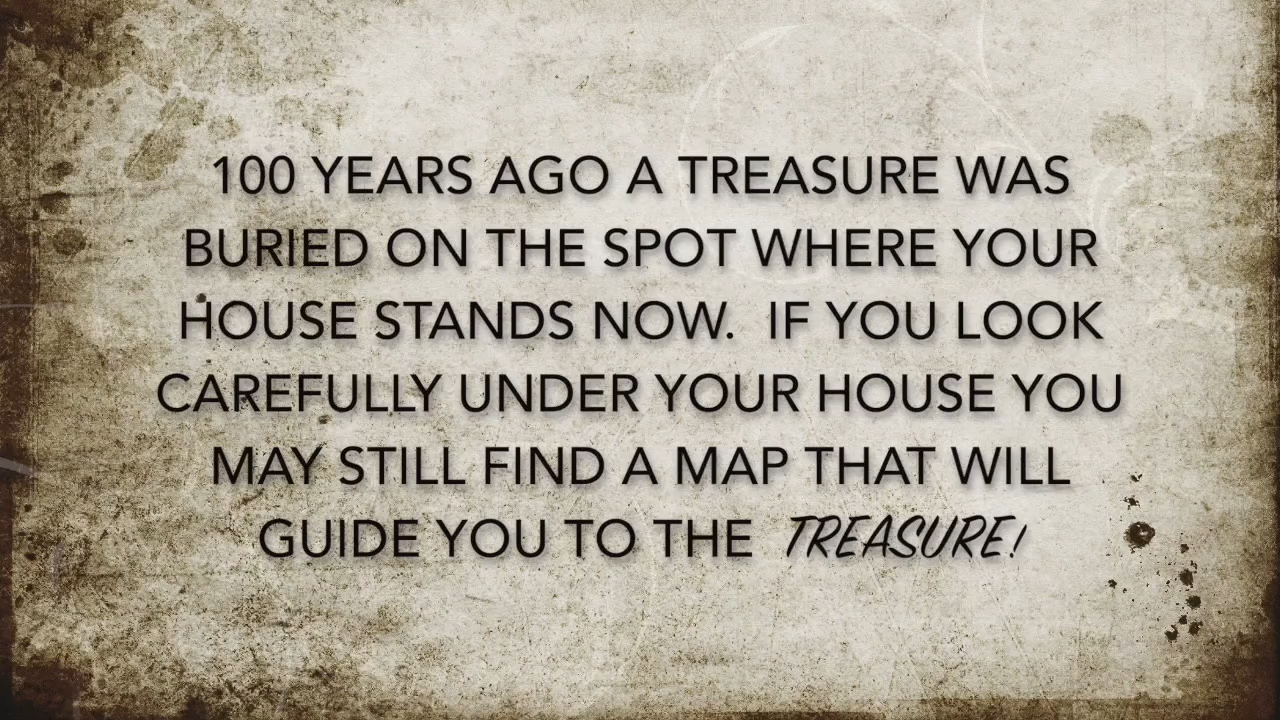 100 YEARS AGO A TREASURE WAS
BURIED ON THE SPOT WHERE YOUR
HOUSE STANDS NOW.  IF YOU LOOK
CAREFULLY UNDER YOUR HOUSE YOU
MAY STILL FIND A MAP THAT WILL
GUIDE YOU TO THE  TREASURE!